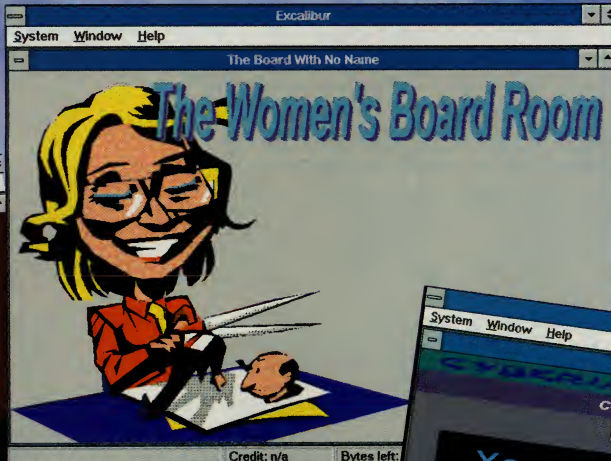 Excalibur
System Window Help
The Board With No Name
The Women's Board Room
Credit: n/a Bytes left:
System Window Help